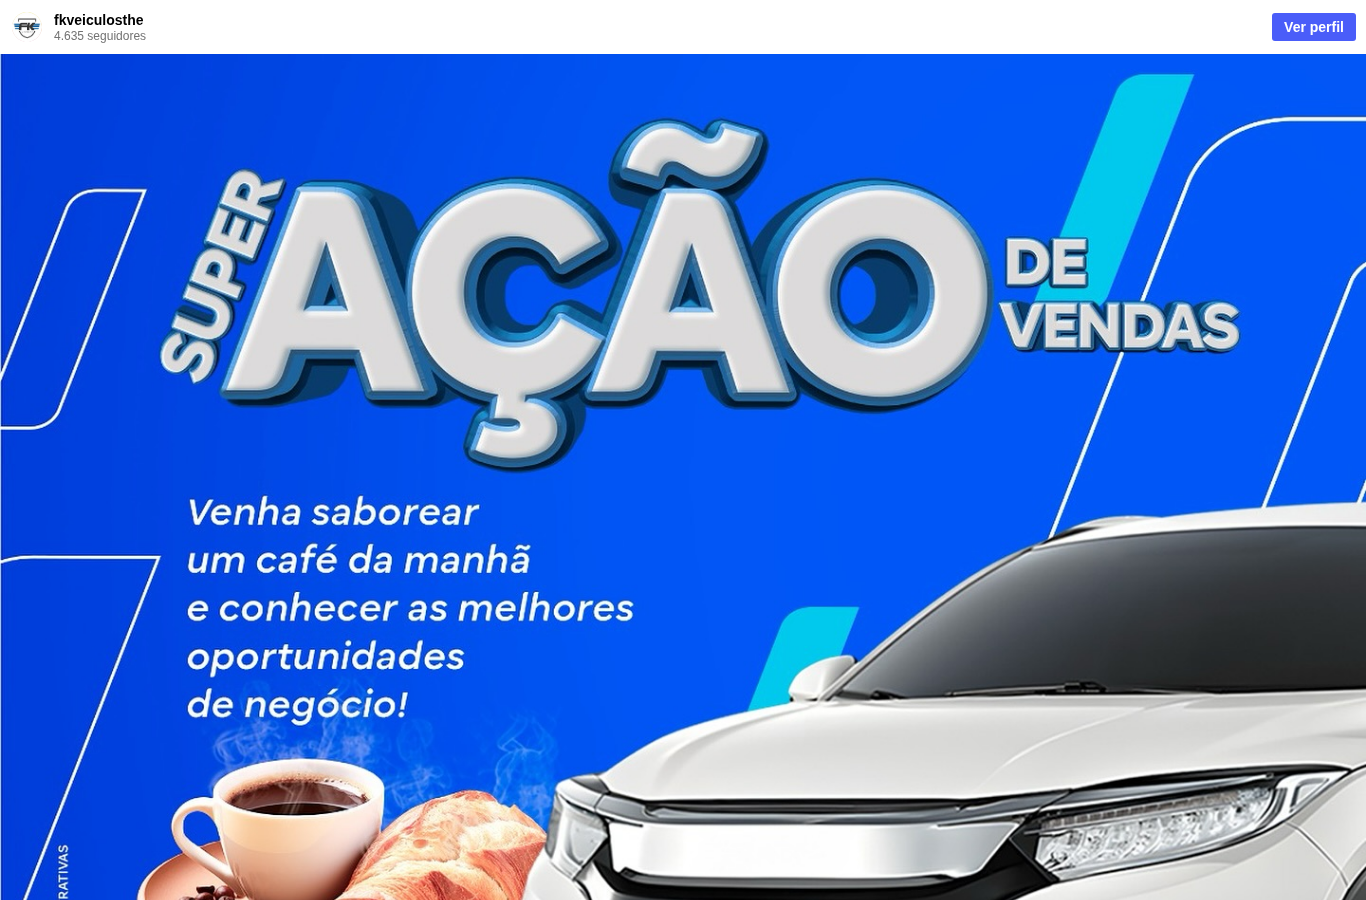 fkveiculosthe
4.635 seguidores
Ver perfil
FK
SUPER
AÇÃO
DE
VENDAS
Venha saborear
um café da manhã
e conhecer as melhores
oportunidades
de negócio!